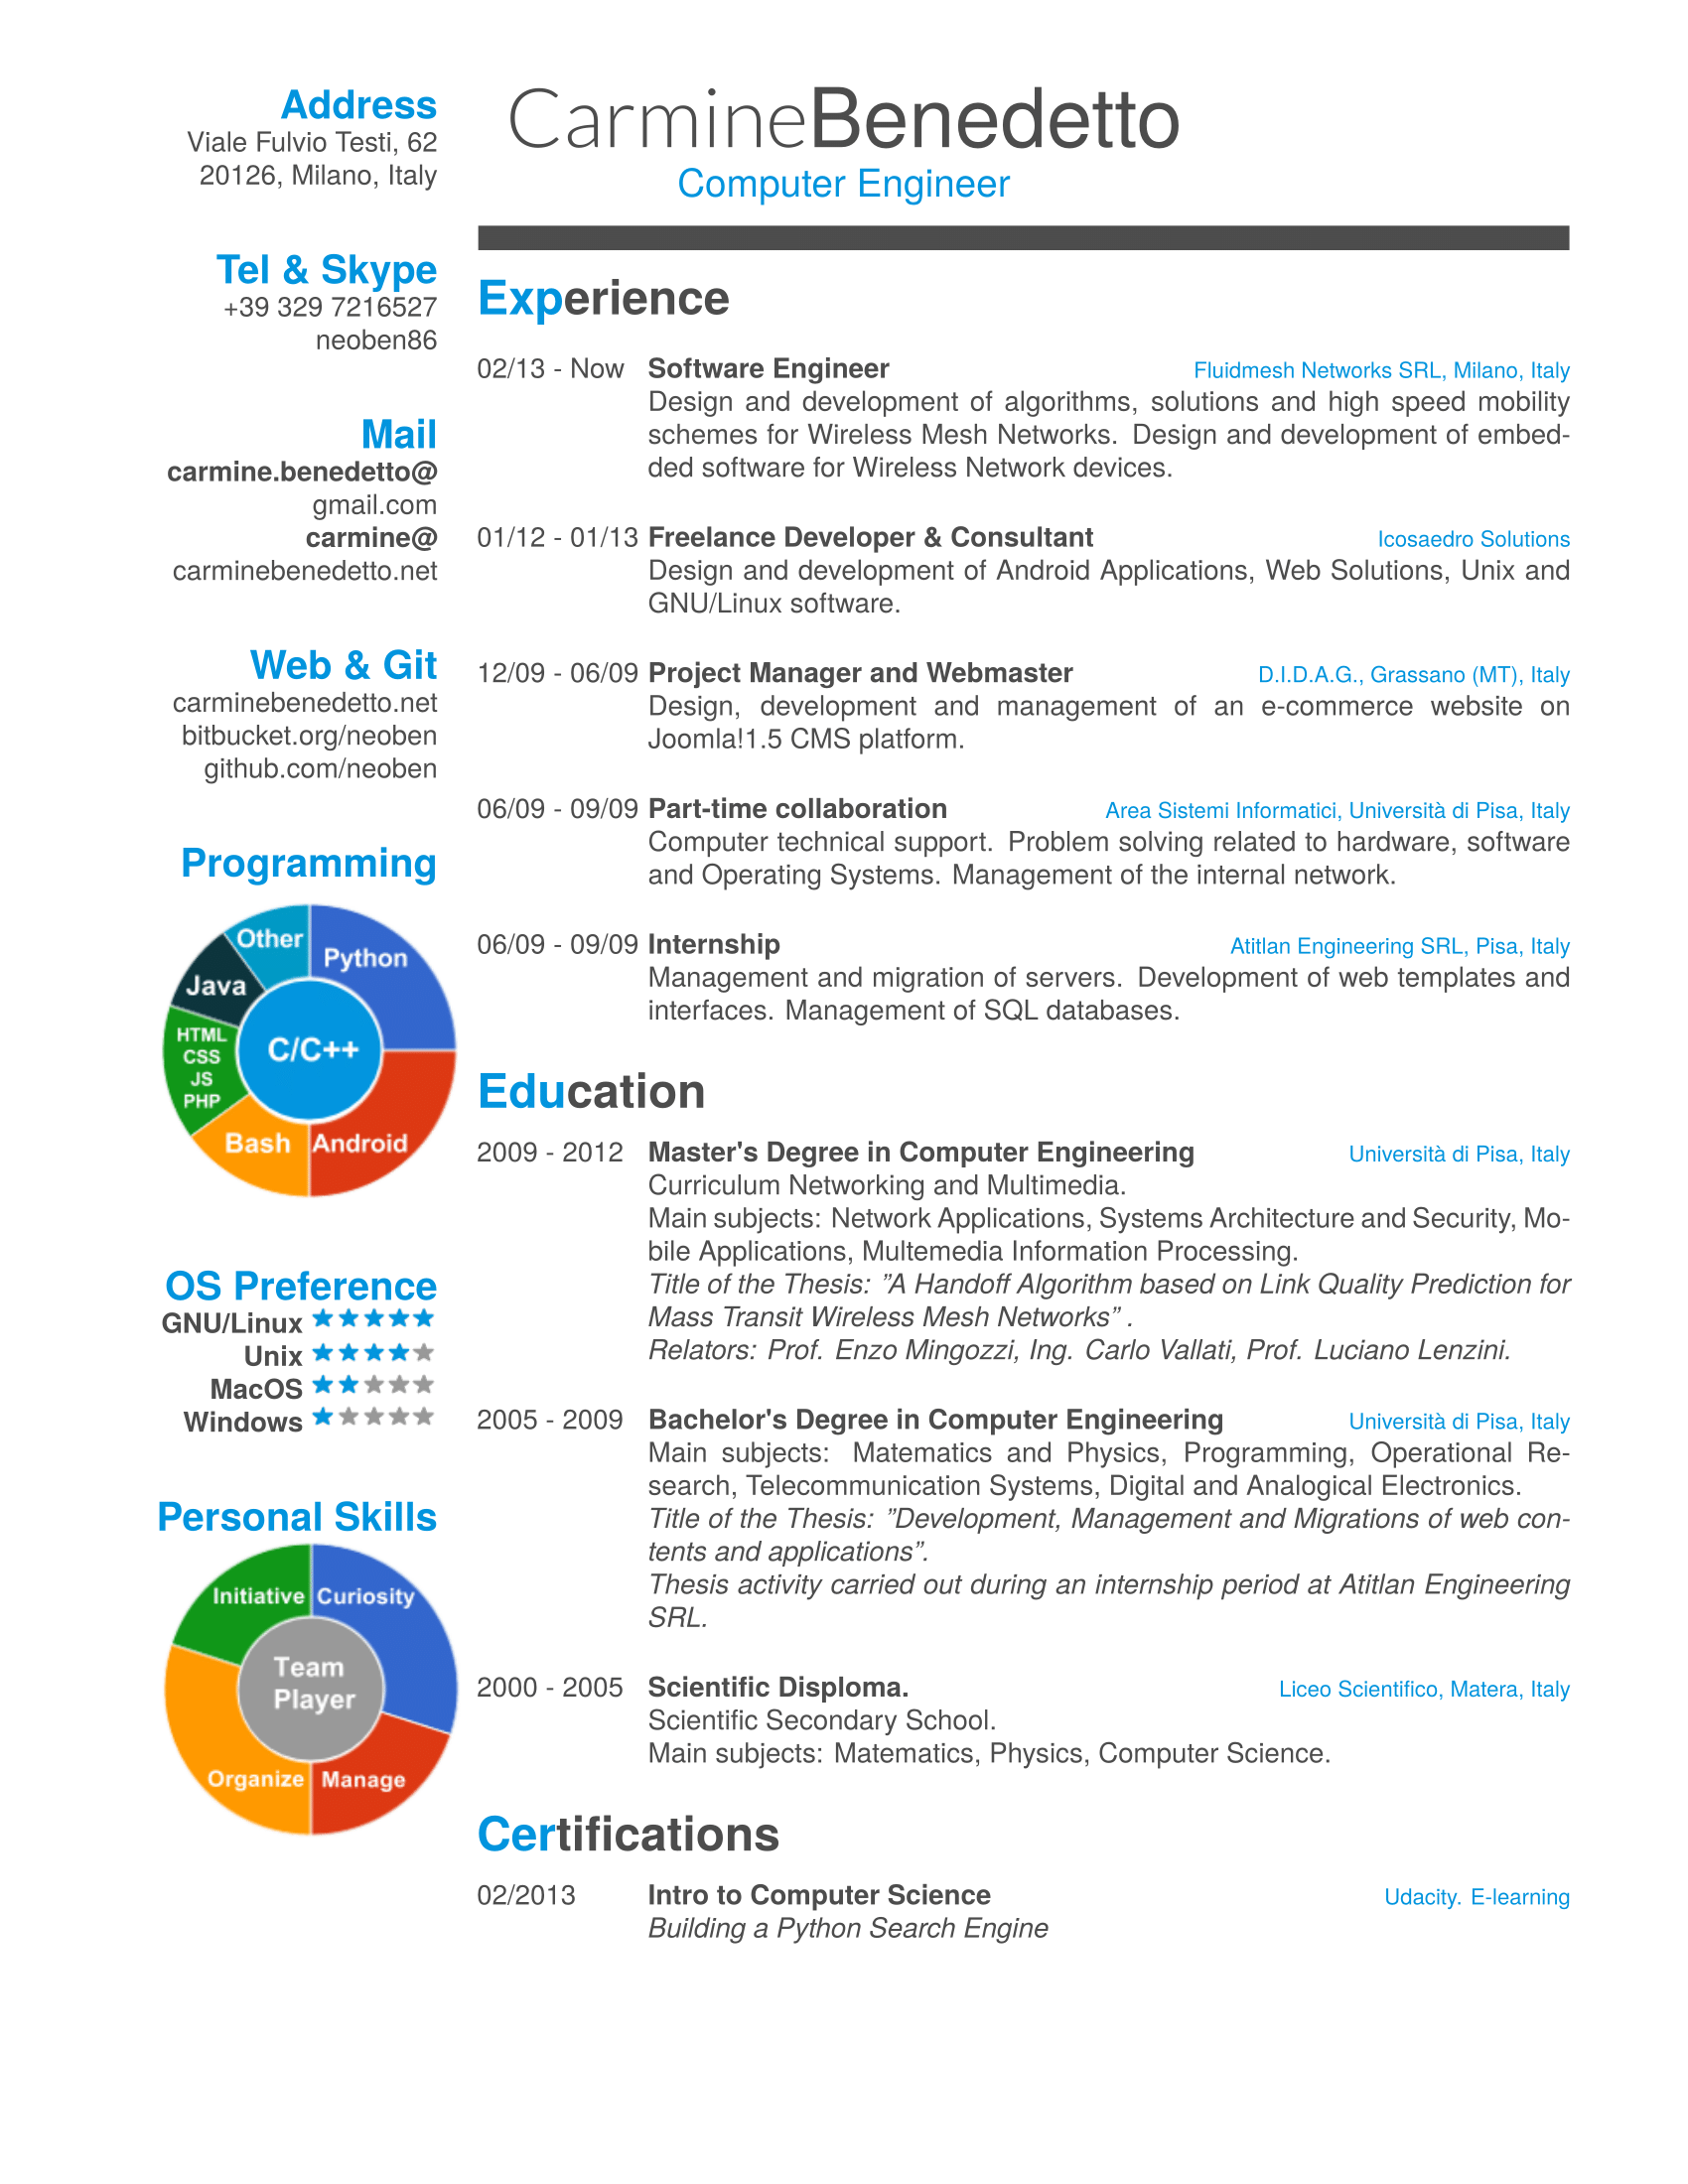 Address
Viale Fulvio Testi, 62
20126, Milano, Italy
Tel & Skype
+39 329 7216527
neoben86
Mail
carmine.benedetto@
gmail.com
carmine@
carminebenedetto.net
Web & Git
carminebenedetto.net
bitbucket.org/neoben
github.com/neoben
Programming
Other
Python
Java
HTML
CSS
JS
PHP
C/C++
Bash
Android
OS Preference
GNU/Linux
Unix
MacOS
Windows
Personal Skills
Initiative
Curiosity
Team
Player
Organize
Manage
CarmineBenedetto
Computer Engineer
Experience
02/13 - Now Software Engineer Fluidmesh Networks SRL, Milano, Italy
Design and development of algorithms, solutions and high speed mobility
schemes for Wireless Mesh Networks. Design and development of embed-
ded software for Wireless Network devices.
01/12 - 01/13 Freelance Developer & Consultant Icosaedro Solutions
Design and development of Android Applications, Web Solutions, Unix and
GNU/Linux software.
12/09 - 06/09 Project Manager and Webmaster D.I.D.A.G., Grassano (MT), Italy
Design, development and management of an e-commerce website on
Joomla!1.5 CMS platform.
06/09 - 09/09 Part-time collaboration Area Sistemi Informatici, Università di Pisa, Italy
Computer technical support. Problem solving related to hardware, software
and Operating Systems. Management of the internal network.
06/09 - 09/09 Internship Atitlan Engineering SRL, Pisa, Italy
Management and migration of servers. Development of web templates and
interfaces. Management of SQL databases.
Education
2009 - 2012 Master's Degree in Computer Engineering Università di Pisa, Italy
Curriculum Networking and Multimedia.
Main subjects: Network Applications, Systems Architecture and Security, Mo-
bile Applications, Multemedia Information Processing.
Title of the Thesis: ”A Handoff Algorithm based on Link Quality Prediction for
Mass Transit Wireless Mesh Networks” .
Relators: Prof. Enzo Mingozzi, Ing. Carlo Vallati, Prof. Luciano Lenzini.
2005 - 2009 Bachelor's Degree in Computer Engineering Università di Pisa, Italy
Main subjects: Matematics and Physics, Programming, Operational Re-
search, Telecommunication Systems, Digital and Analogical Electronics.
Title of the Thesis: ”Development, Management and Migrations of web con-
tents and applications”.
Thesis activity carried out during an internship period at Atitlan Engineering
SRL.
2000 - 2005 Scientific Disploma. Liceo Scientifico, Matera, Italy
Scientific Secondary School.
Main subjects: Matematics, Physics, Computer Science.
Certifications
02/2013 Intro to Computer Science Udacity. E-learning
Building a Python Search Engine